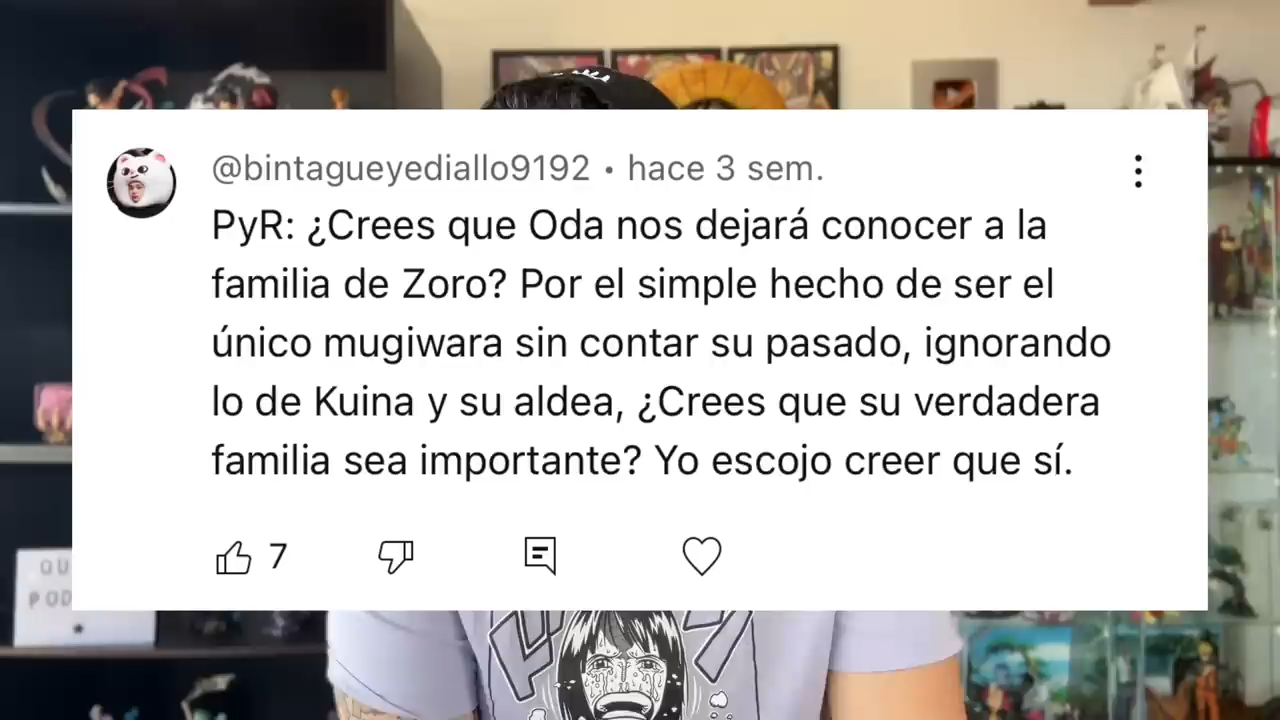 @bintagueyediallo9192 • hace 3 sem.
PyR: ¿Crees que Oda nos dejará conocer a la
familia de Zoro? Por el simple hecho de ser el
único mugiwara sin contar su pasado, ignorando
lo de Kuina y su aldea, ¿Crees que su verdadera
familia sea importante? Yo escojo creer que sí.
7
OU
POD